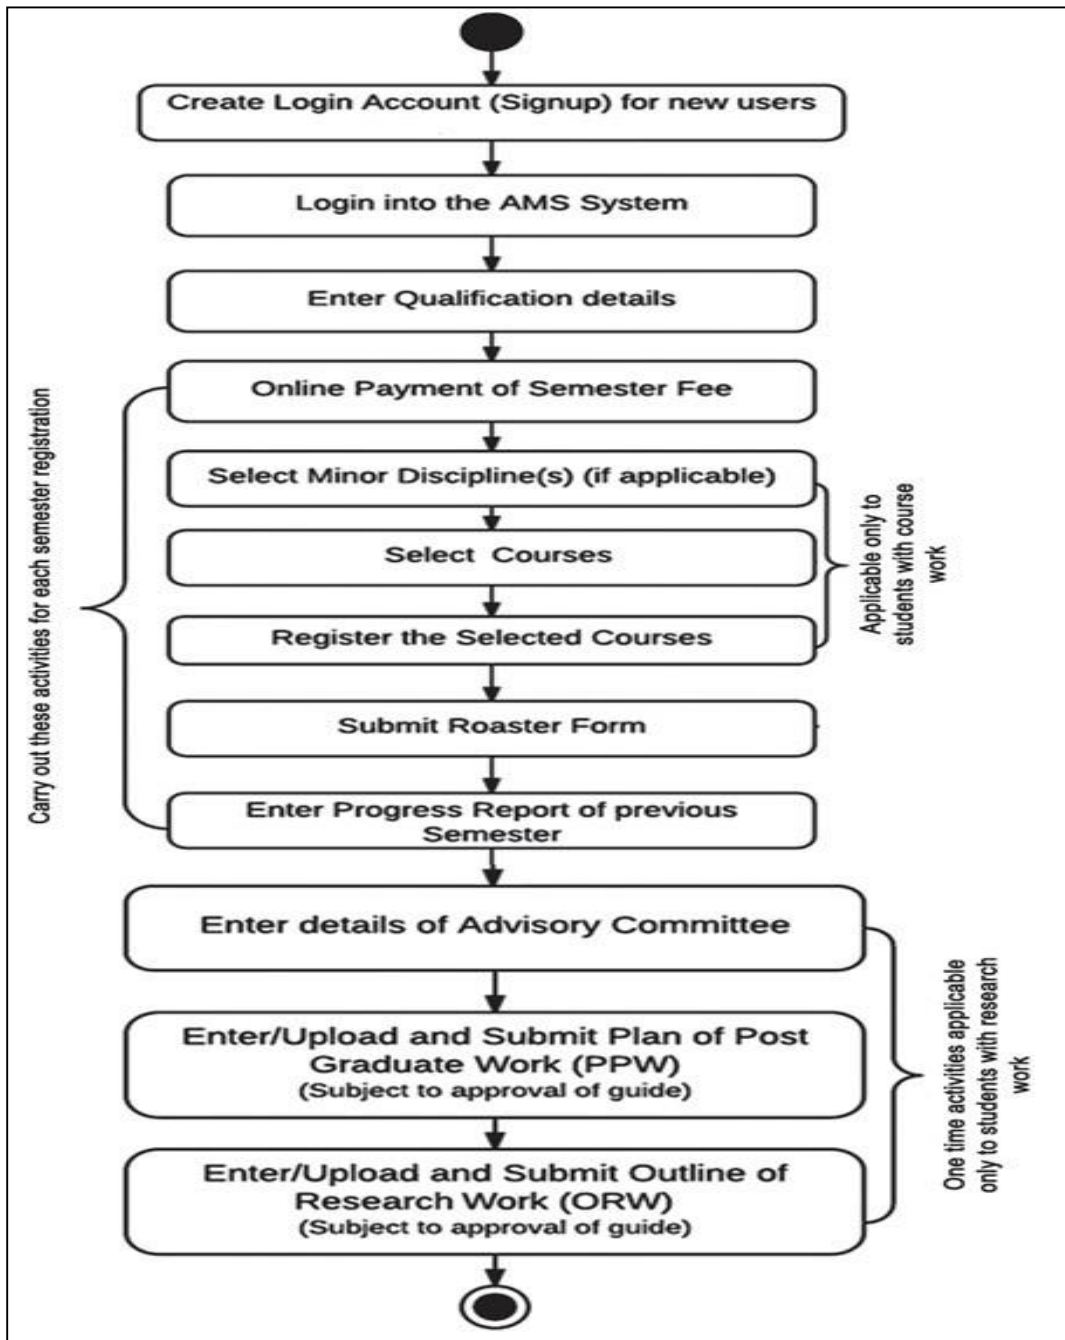 Create Login Account (Signup) for new users
Login into the AMS System
Enter Qualification details
Online Payment of Semester Fee
Select Minor Discipline(s) (if applicable)
Select Courses
Register the Selected Courses
Submit Roaster Form
Enter Progress Report of previous
Semester
Carry out these activities for each semester registration
Applicable only to
students with course
work
Enter details of Advisory Committee
Enter/Upload and Submit Plan of Post
Graduate Work (PPW)
(Subject to approval of guide)
Enter/Upload and Submit Outline of
Research Work (ORW)
(Subject to approval of guide)
One time activities applicable
only to students with research
work